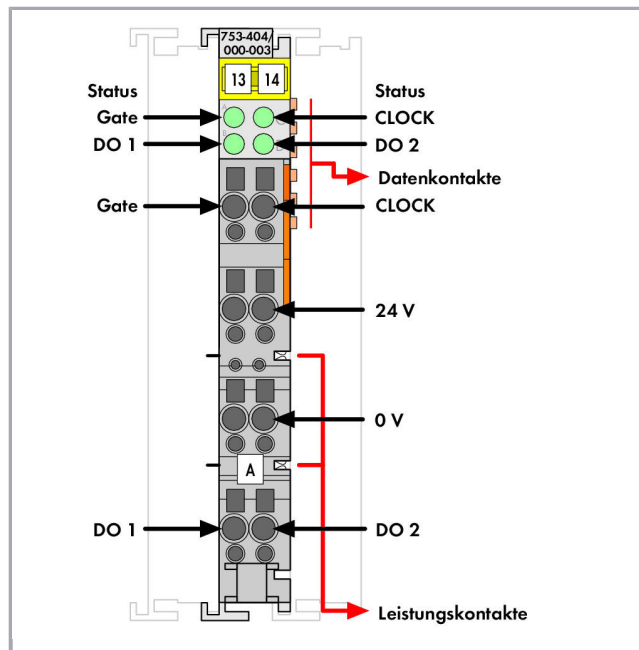 753-404/
000-003
13 14
Status Status
Gate CLOCK
DO 1 DO 2
Datenkontakte
Gate CLOCK
24 V
0 V
A
DO 1 DO 2
Leistungskontakte